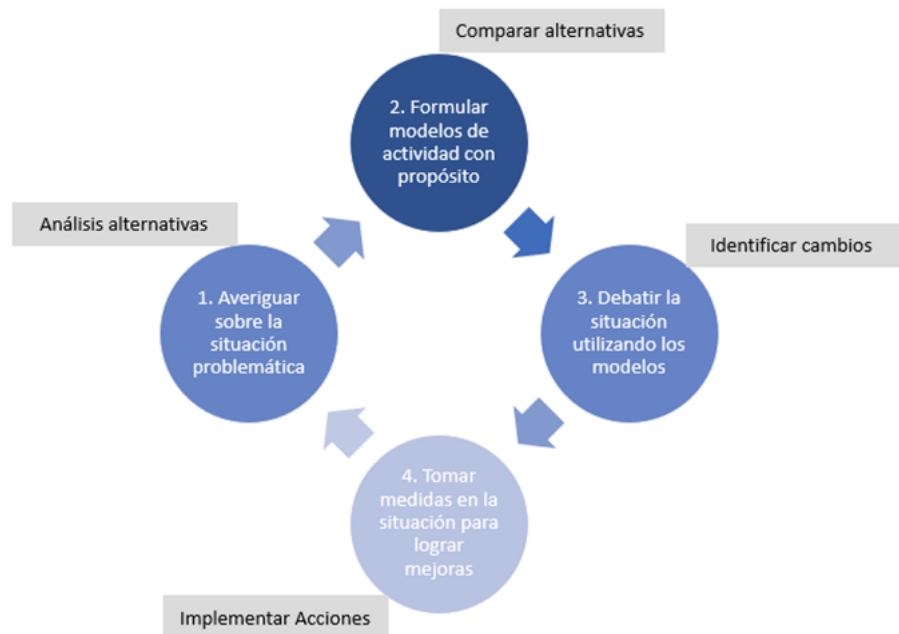 Comparar alternativas
2. Formular
modelos de
actividad con
propósito
Análisis alternativas
Identificar cambios
1. Averiguar
sobre la
situación
problemática
3. Debatir la
situación
utilizando los
modelos
4. Tomar
medidas en la
situación para
lograr
mejoras
Implementar Acciones